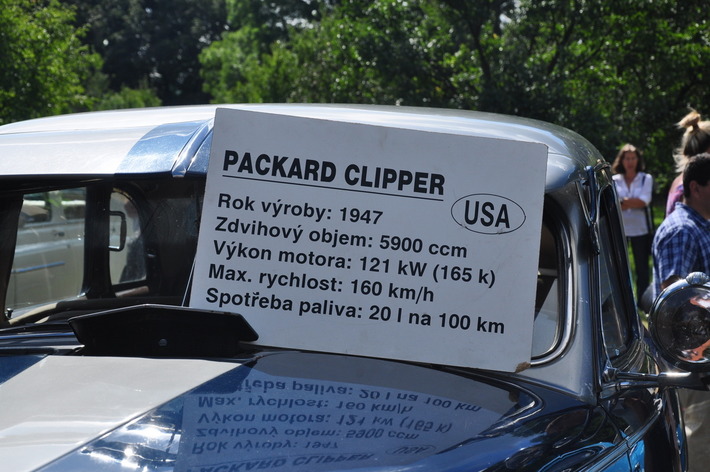 PACKARD CLIPPER
USA
Rok výroby: 1947
Zdvihový objem: 5900 ccm
Výkon motora: 121 kW (165 k)
Max. rychlost: 160 km/h
Spotřeba paliva: 20 l na 100 km